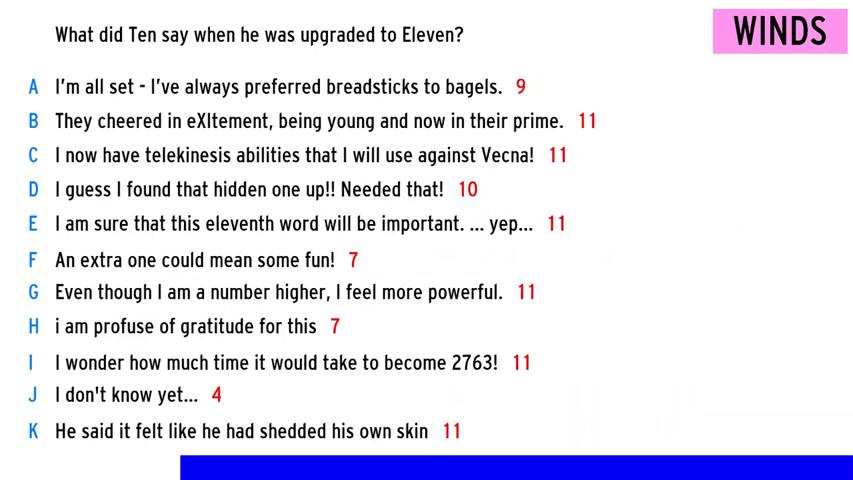 What did Ten say when he was upgraded to Eleven?
WINDS
A I'm all set - I've always preferred breadsticks to bagels. 9
B They cheered in eXItement, being young and now in their prime. 11
C I now have telekinesis abilities that I will use against Vecna! 11
D I guess I found that hidden one up!! Needed that! 10
E I am sure that this eleventh word will be important. ... yep... 11
F An extra one could mean some fun! 7
G Even though I am a number higher, I feel more powerful. 11
H i am profuse of gratitude for this 7
I I wonder how much time it would take to become 2763! 11
J I don't know yet... 4
K He said it felt like he had shedded his own skin 11